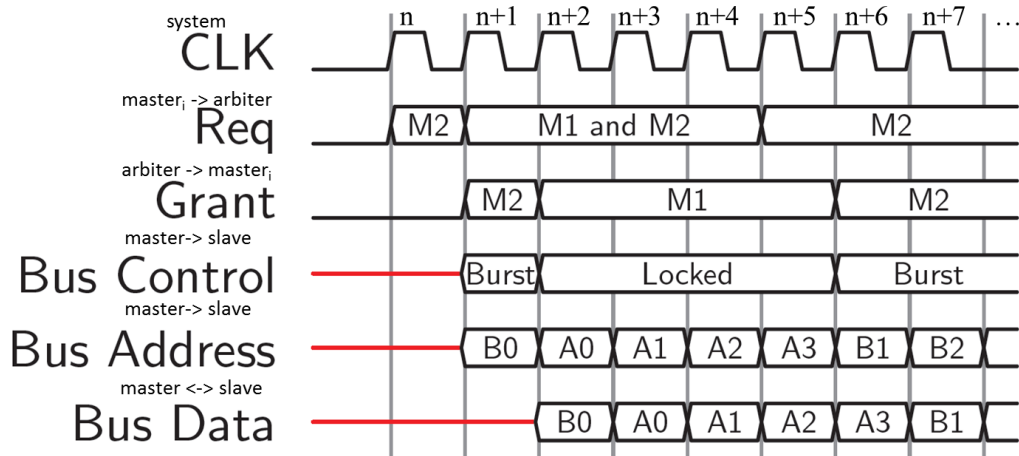 n n+1 n+2 n+3 n+4 n+5 n+6 n+7 ...
system
CLK
masterᵢ -> arbiter
Req M2 M1 and M2 M2
arbiter -> masterᵢ
Grant M2 M1 M2
master-> slave
Bus Control Burst Locked Burst
master-> slave
Bus Address B0 A0 A1 A2 A3 B1 B2
master <-> slave
Bus Data B0 A0 A1 A2 A3 B1